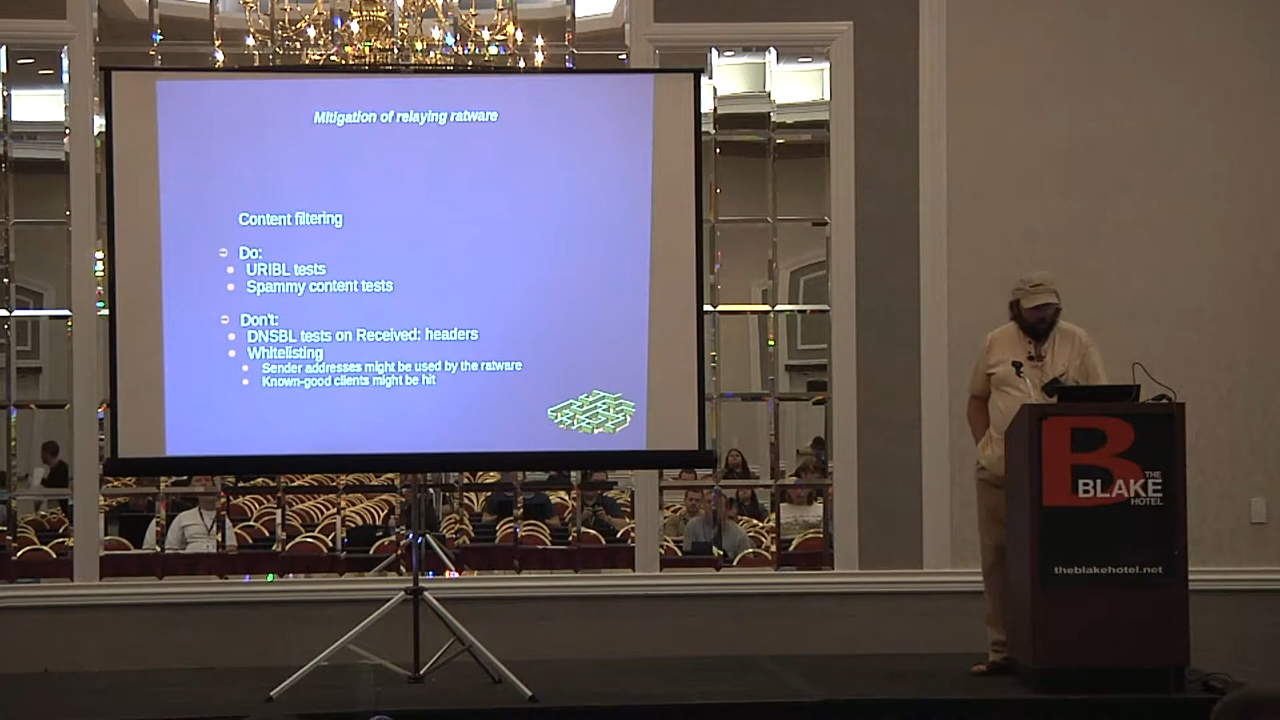 Mitigation of relaying ratware
Content filtering
Do:
URIBL tests
Spammy content tests
Don't:
DNSBL tests on Received: headers
Whitelisting
Sender addresses might be used by the ratware
Known-good clients might be hit
B
THE
BLAKE
HOTEL
theblakehotel.net